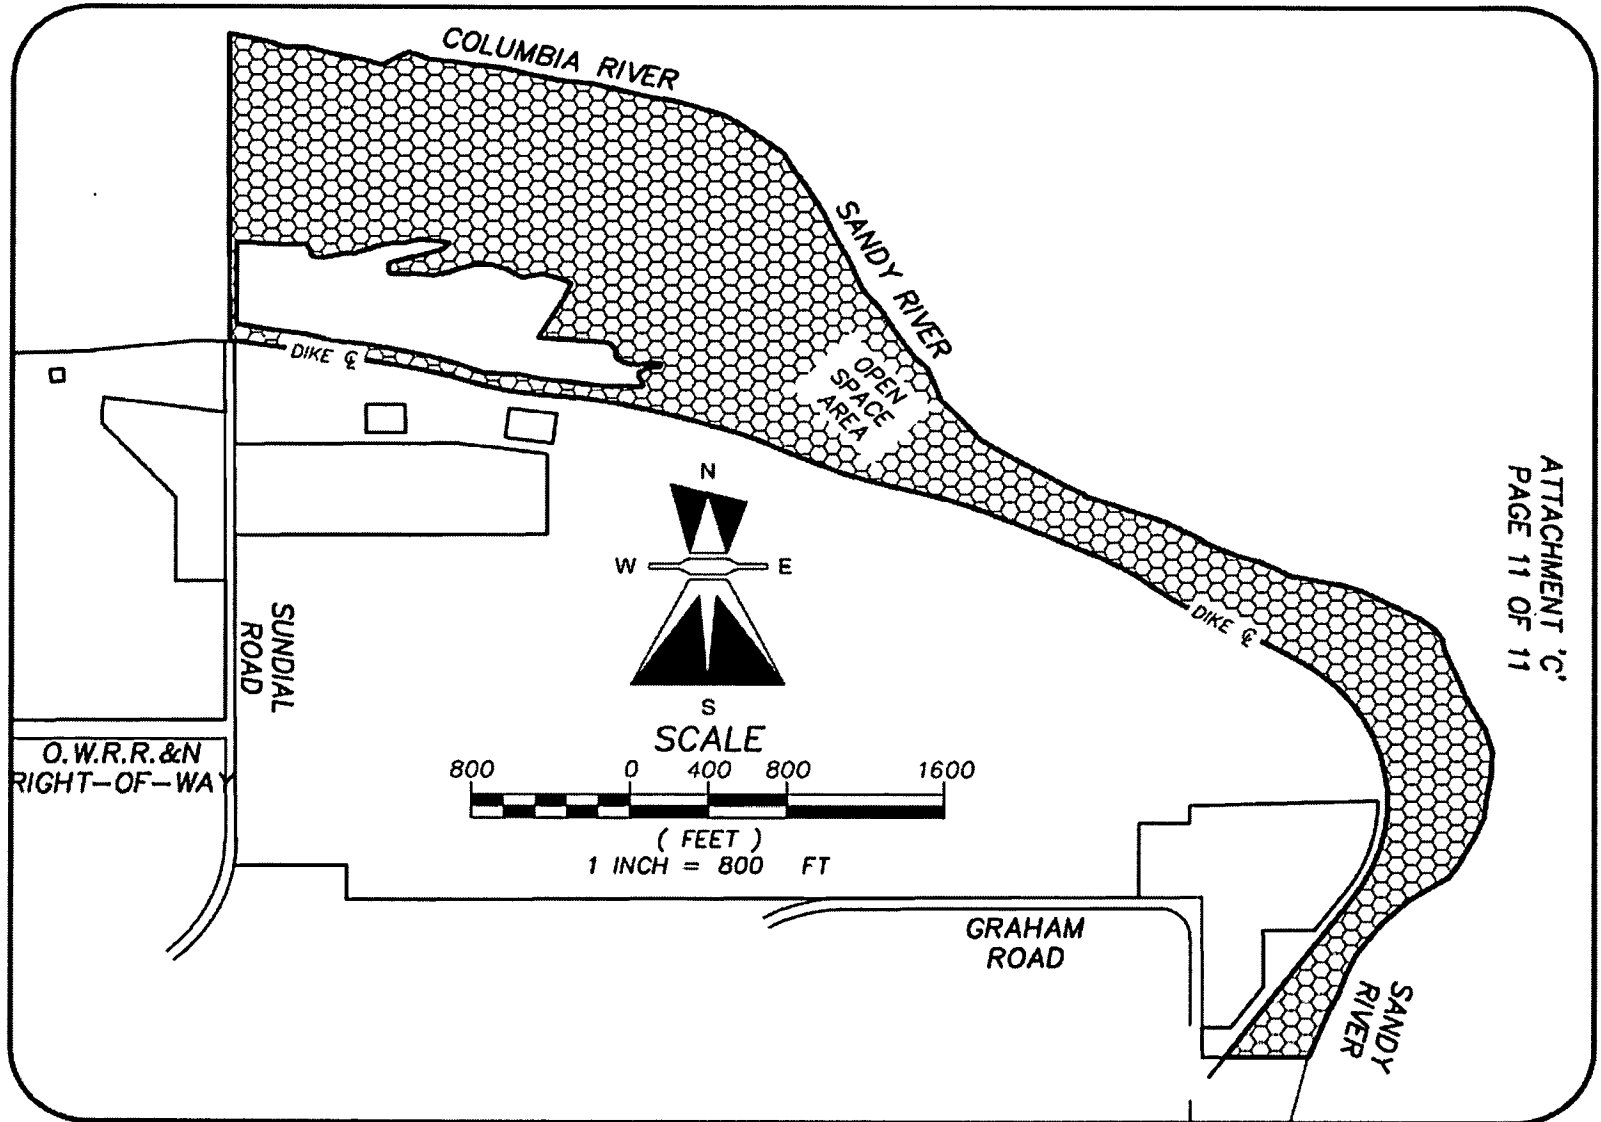 COLUMBIA RIVER
SANDY RIVER
OPEN
SPACE
AREA
DIKE ℄
DIKE ℄
ATTACHMENT 'C'
PAGE 11 OF 11
N
W E
S
SUNDIAL
ROAD
O.W.R.R.&N
RIGHT-OF-WAY
SCALE
800 0 400 800 1600
( FEET )
1 INCH = 800 FT
GRAHAM
ROAD
SANDY
RIVER